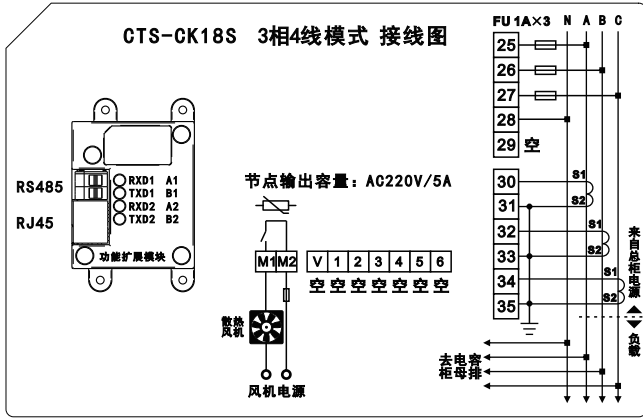 CTS-CK18S 3相4线模式 接线图
FU 1A×3 N A B C
25
26
27
28
29 空
30 S1
31 S2
32 S1
33 S2
34 S1
35 S2
来自总柜电源
负载
去电容
柜母排
RS485
RJ45
RXD1 A1
TXD1 B1
RXD2 A2
TXD2 B2
功能扩展模块
节点输出容量：AC220V/5A
M1 M2 V 1 2 3 4 5 6
空 空 空 空 空 空 空
散热
风机
风机电源